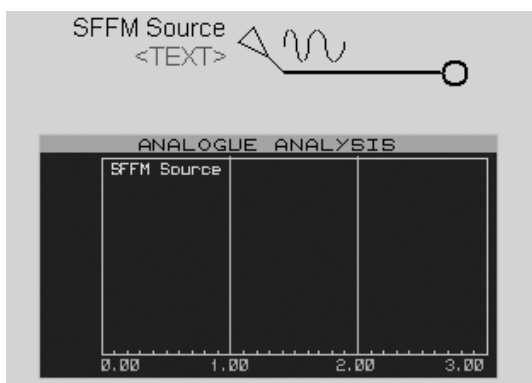 SFFM Source
<TEXT>
ANALOGUE ANALYSIS
SFFM Source
0.00 1.00 2.00 3.00